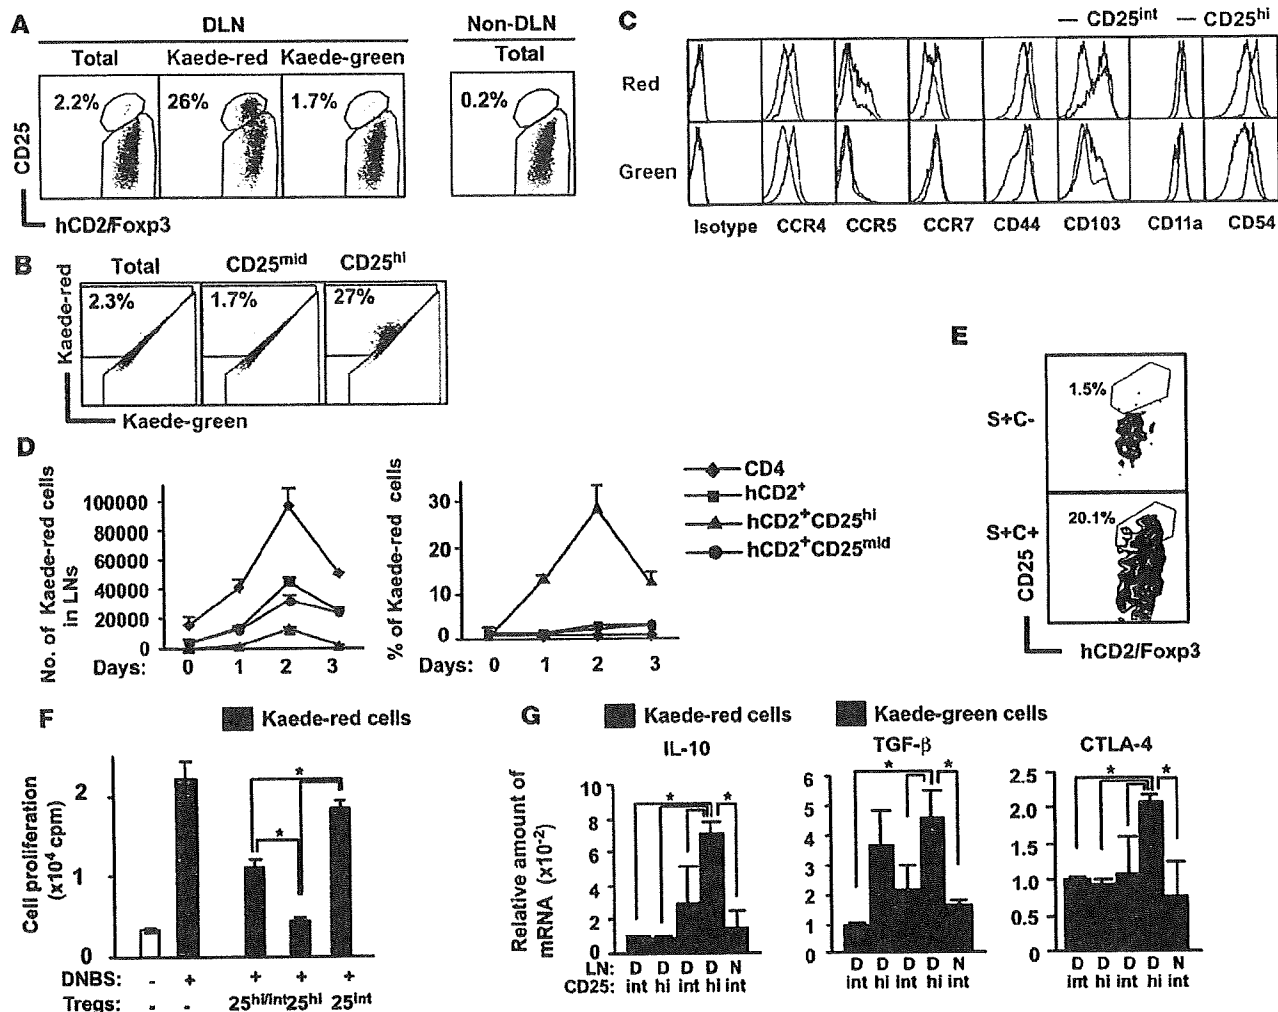 A
DLN
Non-DLN
Total Kaede-red Kaede-green
Total
2.2%
26%
1.7%
0.2%
CD25
hCD2/Foxp3
B
Total CD25mid CD25hi
2.3%
1.7%
27%
Kaede-red
Kaede-green
C
— CD25int — CD25hi
Red
Green
Isotype CCR4 CCR5 CCR7 CD44 CD103 CD11a CD54
D
No. of Kaede-red cells in LNs
100000
80000
60000
40000
20000
0
Days: 0 1 2 3
% of Kaede-red cells
30
20
10
0
Days: 0 1 2 3
CD4
hCD2+
hCD2+CD25hi
hCD2+CD25mid
E
S+C-
1.5%
S+C+
20.1%
CD25
hCD2/Foxp3
F
Kaede-red cells
Cell proliferation
(x104 cpm)
2
1
0
*
*
DNBS: - + + + +
Tregs: - - 25hi/int 25hi 25int
G
Kaede-red cells Kaede-green cells
IL-10 TGF-β CTLA-4
Relative amount of
mRNA (x10-2)
10
8
6
4
2
0
* *
LN: D D D D N
CD25: int hi int hi int
6
5
4
3
2
1
0
* *
D D D D N
int hi int hi int
2.5
2.0
1.5
1.0
0.5
0
* *
D D D D N
int hi int hi int